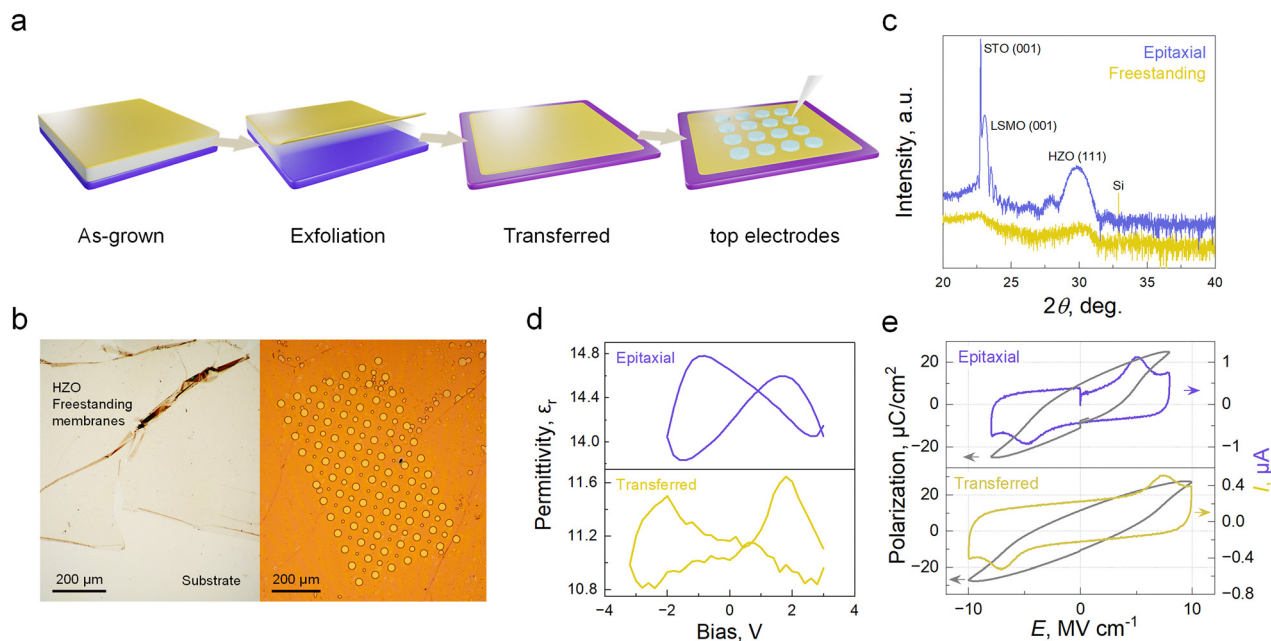 a
As-grown
Exfoliation
Transferred
top electrodes
b
HZO
Freestanding
membranes
200 µm
Substrate
200 µm
c
Intensity, a.u.
STO (001)
LSMO (001)
HZO (111)
Si
Epitaxial
Freestanding
20 25 30 35 40
2θ, deg.
d
Permittivity, εr
14.8
14.4
14.0
11.6
11.2
10.8
Epitaxial
Transferred
−4 −2 0 2 4
Bias, V
e
Polarization, µC/cm²
20
0
−20
20
0
−20
Epitaxial
Transferred
1
0
−1
0.4
0.0
−0.4
−0.8
I, µA
−10 0 10
E, MV cm⁻¹